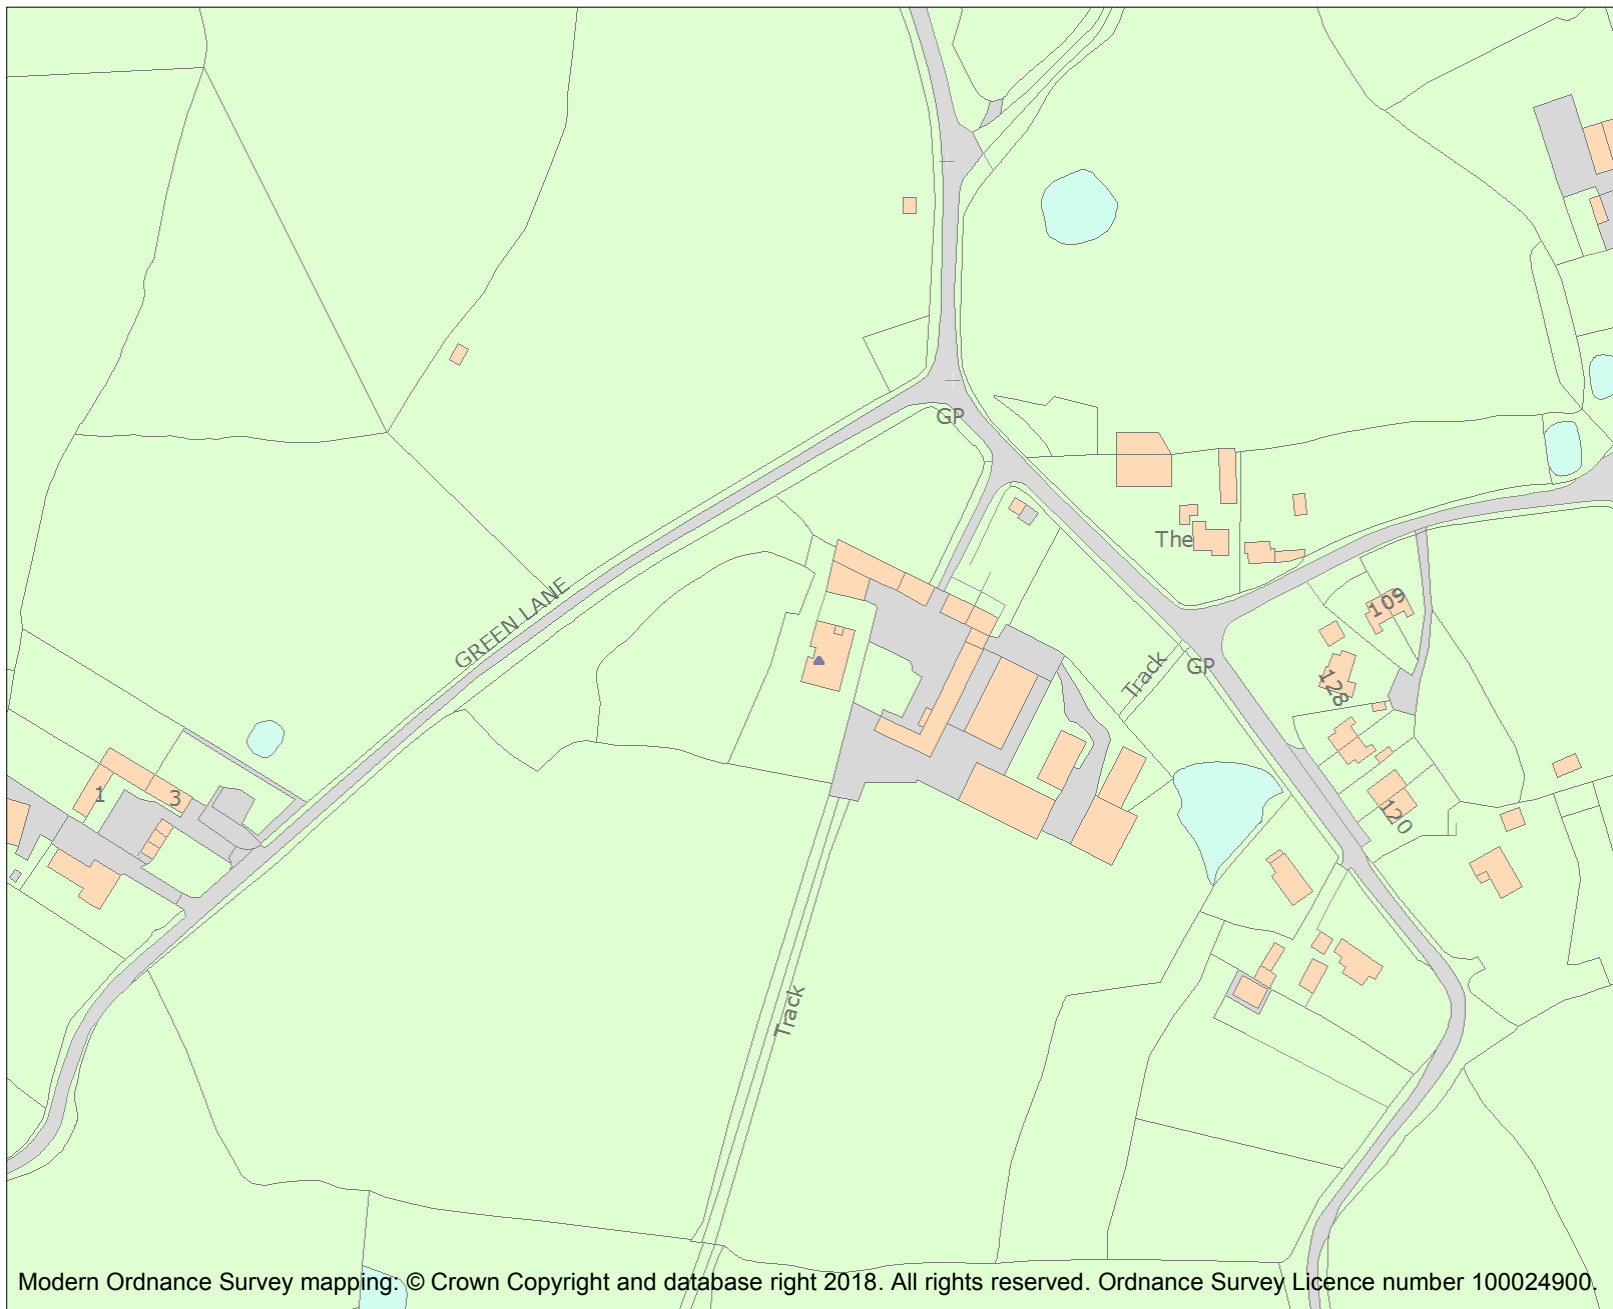 GP
The
GREEN LANE
109
Track
GP
128
1
3
120
Track
Modern Ordnance Survey mapping: © Crown Copyright and database right 2018. All rights reserved. Ordnance Survey Licence number 100024900.